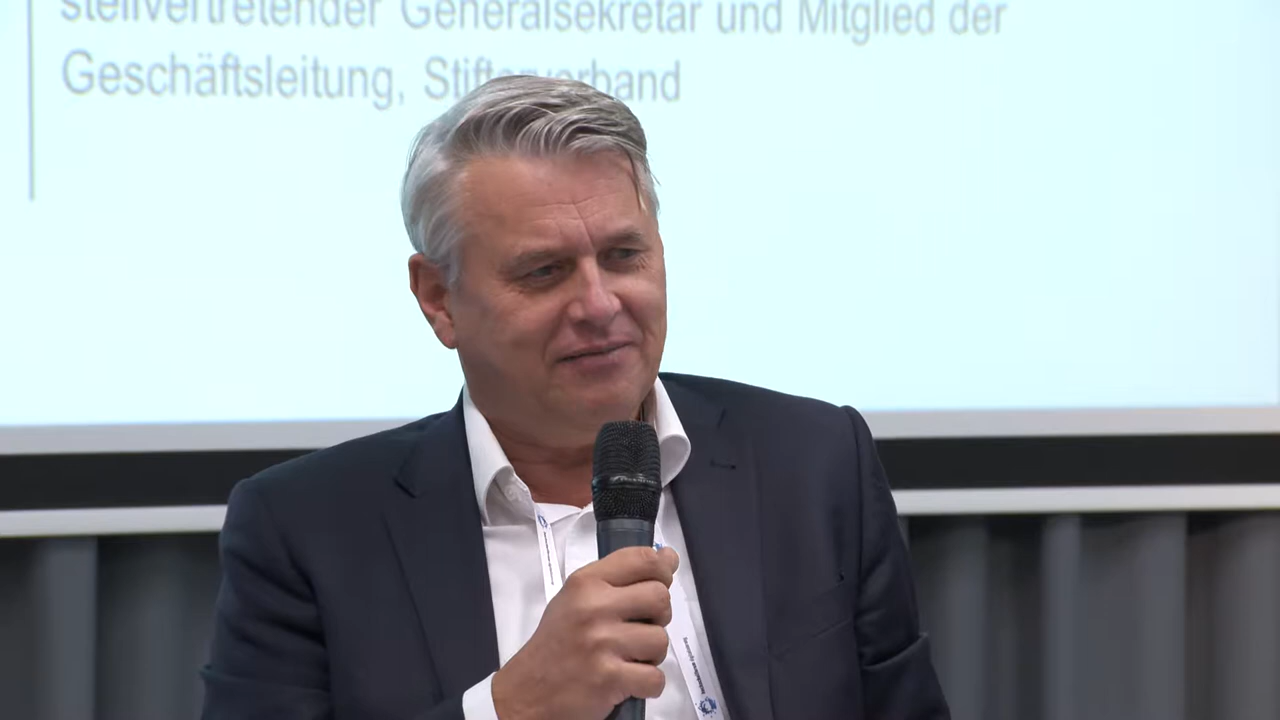 stellvertretender Generalsekretär und Mitglied der
Geschäftsleitung, Stifterverband